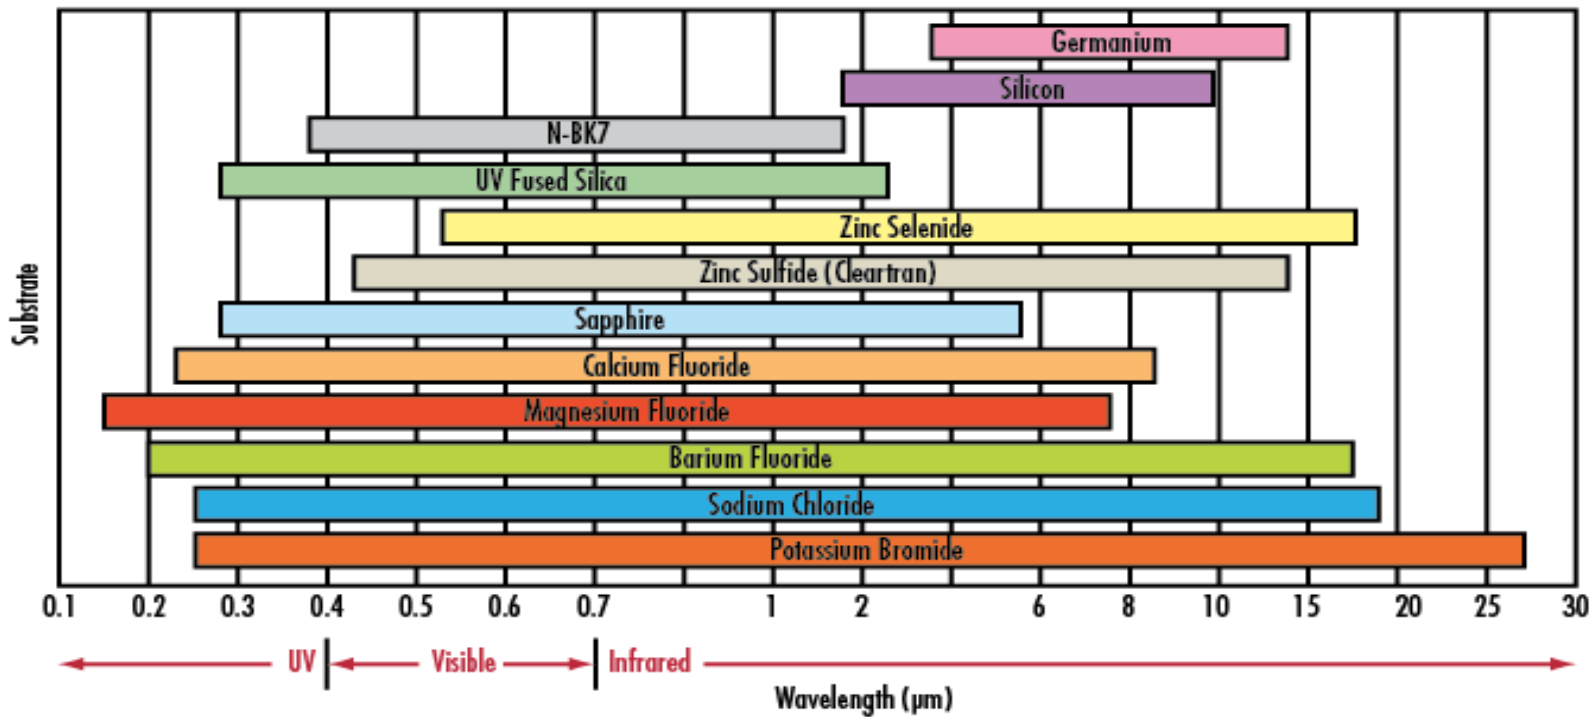 Germanium
Silicon
N-BK7
UV Fused Silica
Zinc Selenide
Zinc Sulfide (Cleartran)
Sapphire
Calcium Fluoride
Magnesium Fluoride
Barium Fluoride
Sodium Chloride
Potassium Bromide
Substrate
0.1 0.2 0.3 0.4 0.5 0.6 0.7 1 2 6 8 10 15 20 25 30
UV Visible Infrared
Wavelength (µm)